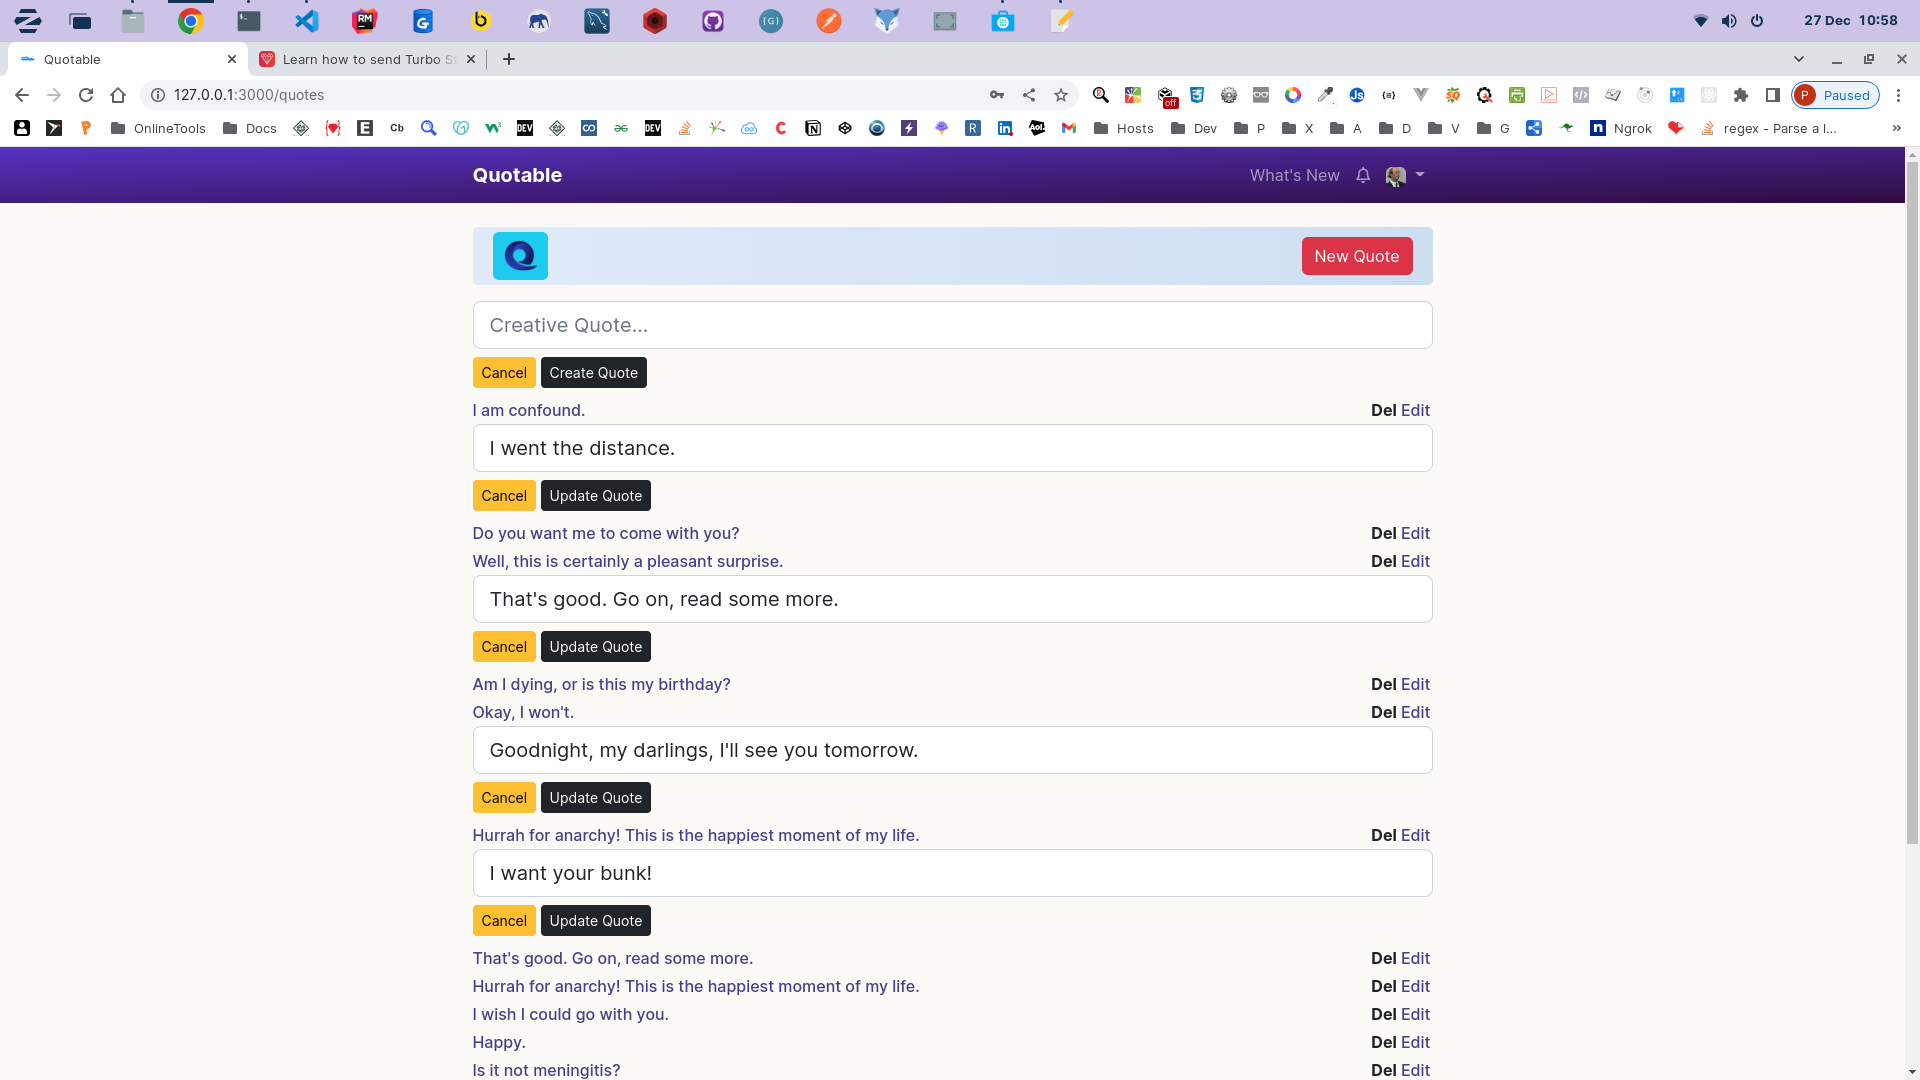 27 Dec 10:58
Quotable
Learn how to send Turbo St
127.0.0.1:3000/quotes
off
P Paused
OnlineTools
Docs
Cb
DEV
DEV
AoL
Hosts
Dev
P
X
A
D
V
G
Ngrok
regex - Parse a l...
Quotable
What's New
New Quote
Creative Quote...
Cancel Create Quote
I am confound. Del Edit
I went the distance.
Cancel Update Quote
Do you want me to come with you? Del Edit
Well, this is certainly a pleasant surprise. Del Edit
That's good. Go on, read some more.
Cancel Update Quote
Am I dying, or is this my birthday? Del Edit
Okay, I won't. Del Edit
Goodnight, my darlings, I'll see you tomorrow.
Cancel Update Quote
Hurrah for anarchy! This is the happiest moment of my life. Del Edit
I want your bunk!
Cancel Update Quote
That's good. Go on, read some more. Del Edit
Hurrah for anarchy! This is the happiest moment of my life. Del Edit
I wish I could go with you. Del Edit
Happy. Del Edit
Is it not meningitis? Del Edit